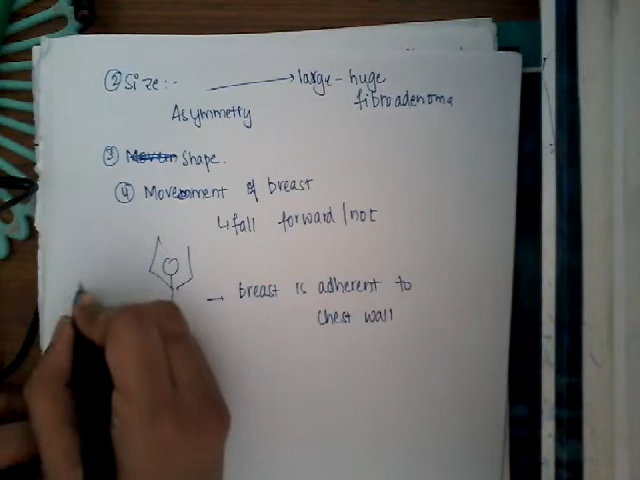 ② Size :- → large - huge
Asymmetry fibroadenoma
③ Shape.
④ Movement of breast
↳ fall forward / not
→ breast is adherent to
chest wall